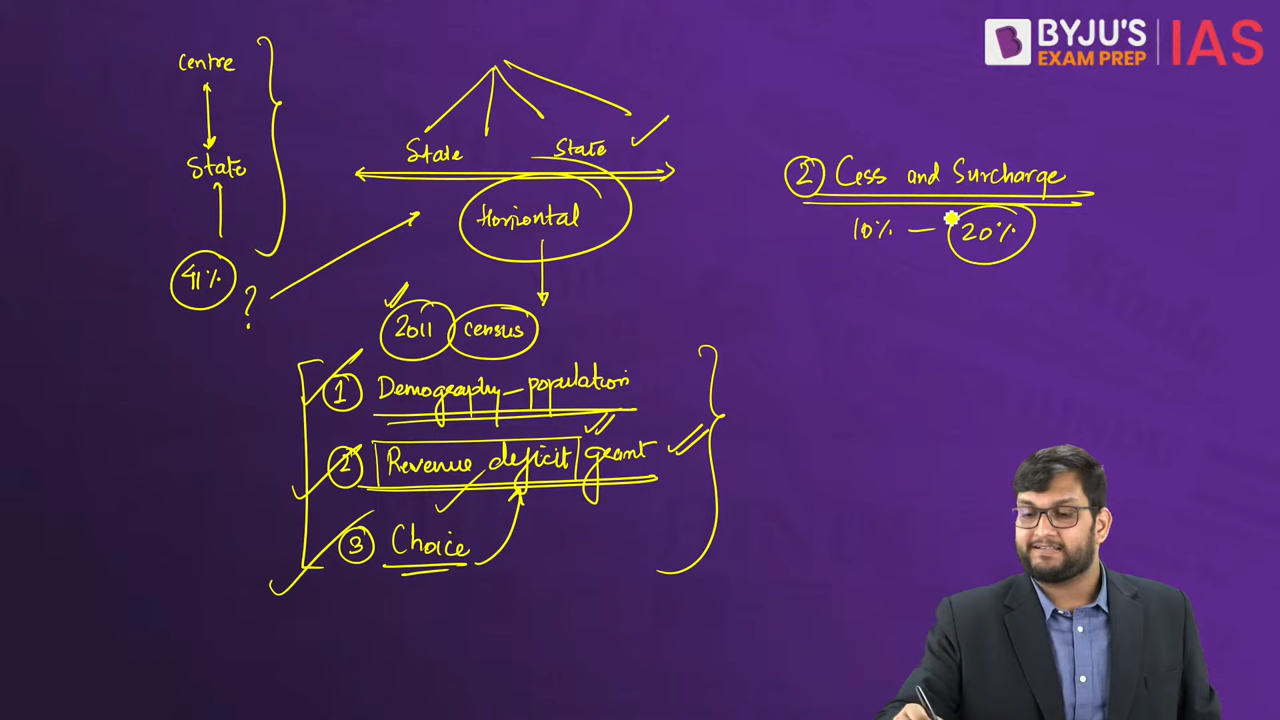 BYJU'S
EXAM PREP
IAS
Centre
State
41%
?
State State
Horizontal
2011 census
1 Demography - population
2 Revenue deficit grant
3 Choice
2 Cess and Surcharge
10% - 20%